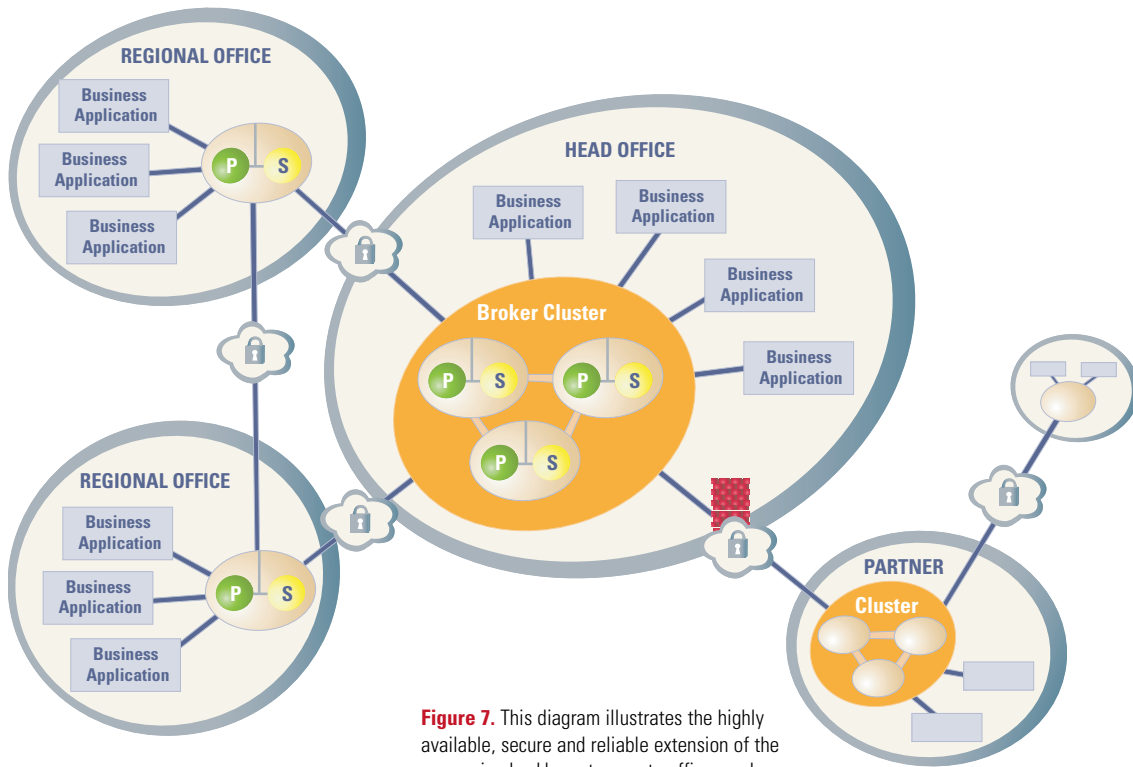 REGIONAL OFFICE
Business
Application
Business
Application
Business
Application
P S
HEAD OFFICE
Business
Application
Business
Application
Business
Application
Business
Application
Broker Cluster
P S
P S
P S
REGIONAL OFFICE
Business
Application
Business
Application
Business
Application
P S
PARTNER
Cluster
Figure 7. This diagram illustrates the highly
available, secure and reliable extension of the